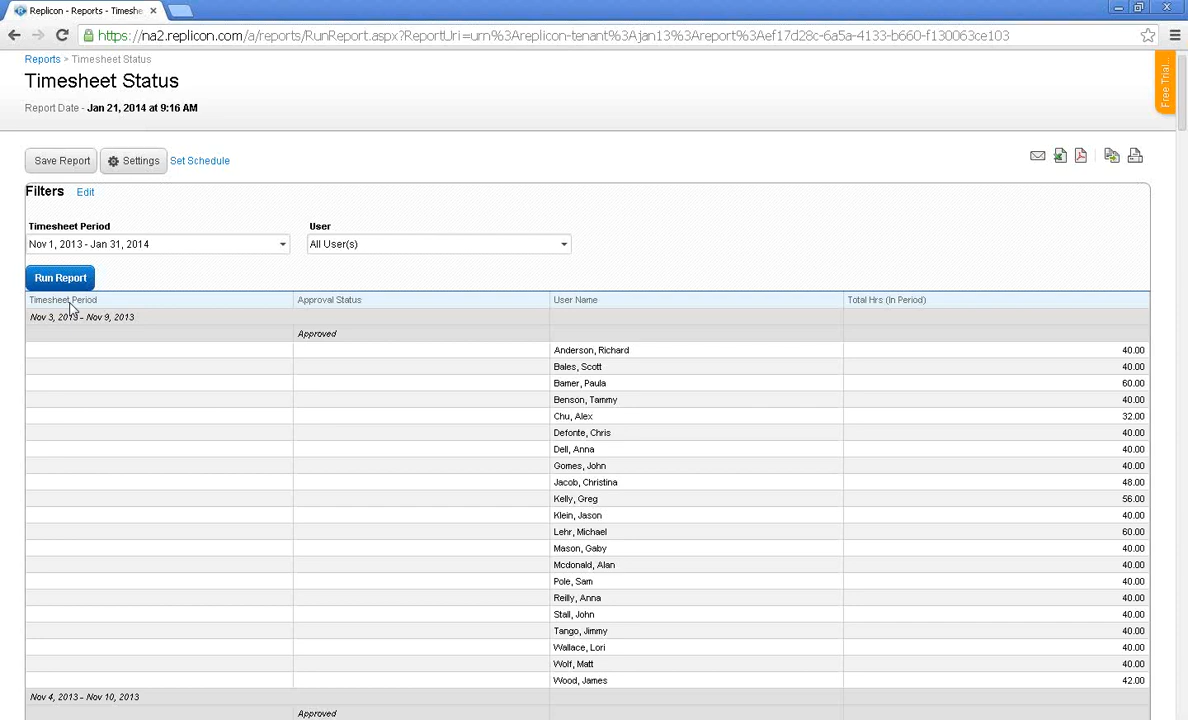 Replicon - Reports - Timeshe
https://na2.replicon.com/a/reports/RunReport.aspx?ReportUri=urn%3Areplicon-tenant%3Ajan13%3Areport%3Aef17d28c-6a5a-4133-b660-f130063ce103
Reports > Timesheet Status
Timesheet Status
Free Trial...
Report Date - Jan 21, 2014 at 9:16 AM
Save Report Settings Set Schedule
Filters Edit
Timesheet Period User
Nov 1, 2013 - Jan 31, 2014 All User(s)
Run Report
Timesheet Period Approval Status User Name Total Hrs (In Period)
Nov 3, 2013 - Nov 9, 2013
Approved
Anderson, Richard 40.00
Bales, Scott 40.00
Barner, Paula 60.00
Benson, Tammy 40.00
Chu, Alex 32.00
Defonte, Chris 40.00
Dell, Anna 40.00
Gomes, John 40.00
Jacob, Christina 48.00
Kelly, Greg 56.00
Klein, Jason 40.00
Lehr, Michael 60.00
Mason, Gaby 40.00
Mcdonald, Alan 40.00
Pole, Sam 40.00
Reilly, Anna 40.00
Stall, John 40.00
Tango, Jimmy 40.00
Wallace, Lori 40.00
Wolf, Matt 40.00
Wood, James 42.00
Nov 4, 2013 - Nov 10, 2013
Approved